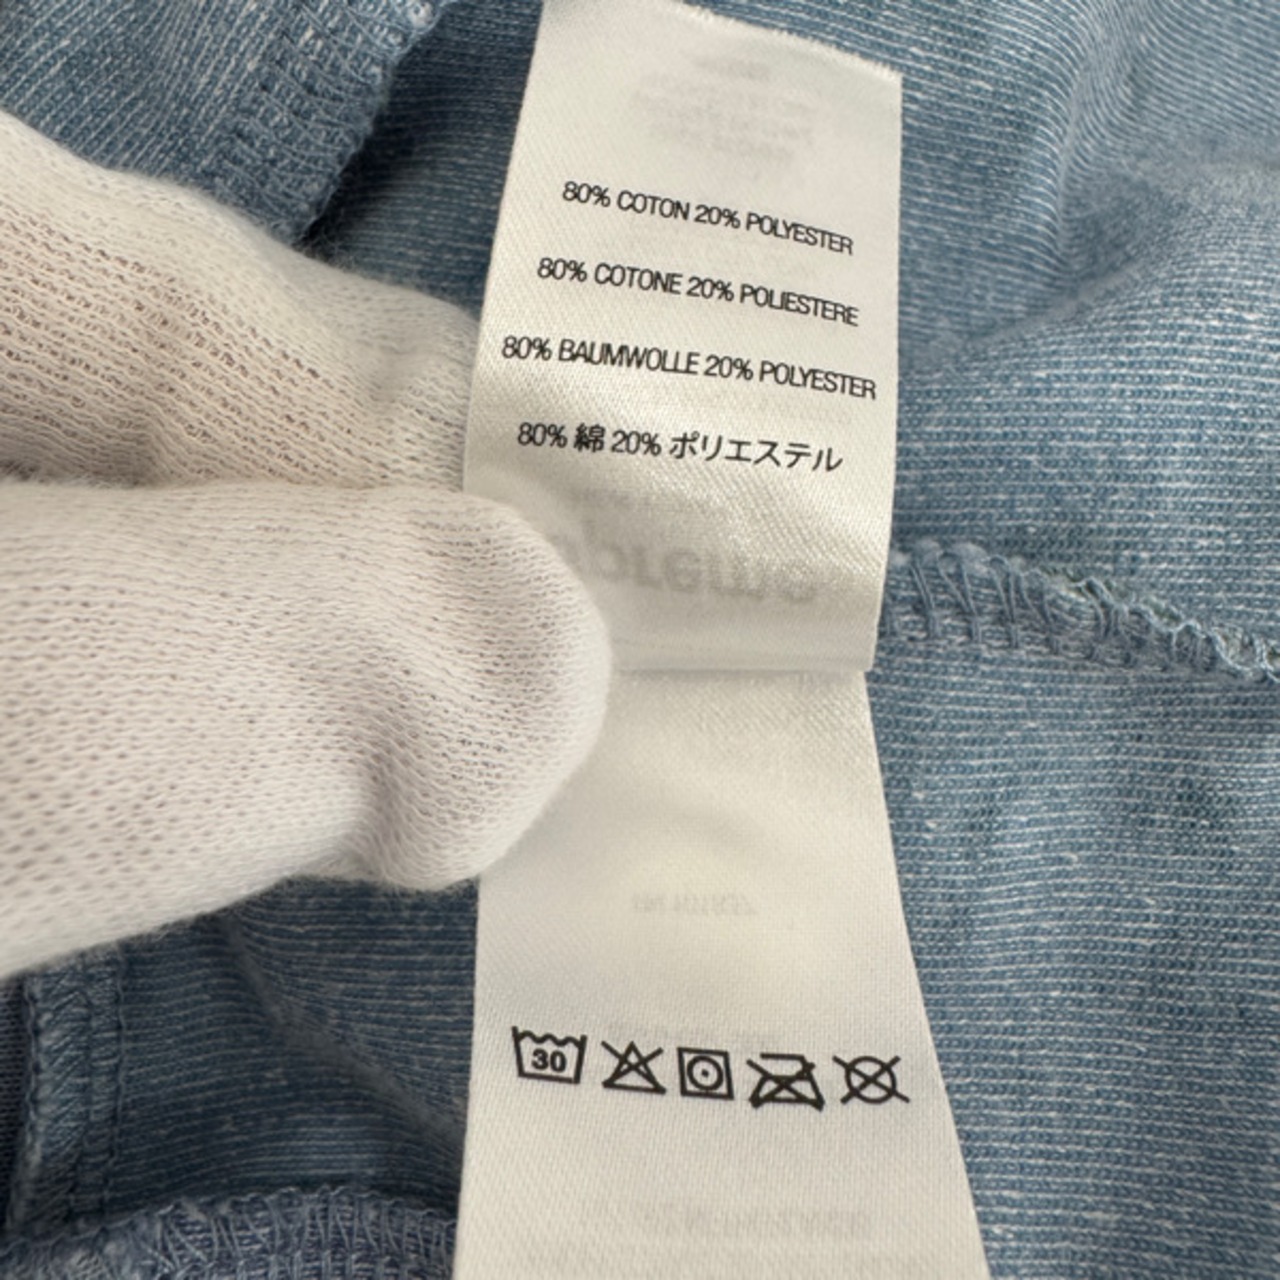 80% COTON 20% POLYESTER
80% COTONE 20% POLIESTERE
80% BAUMWOLLE 20% POLYESTER
80% 綿 20% ポリエステル
30